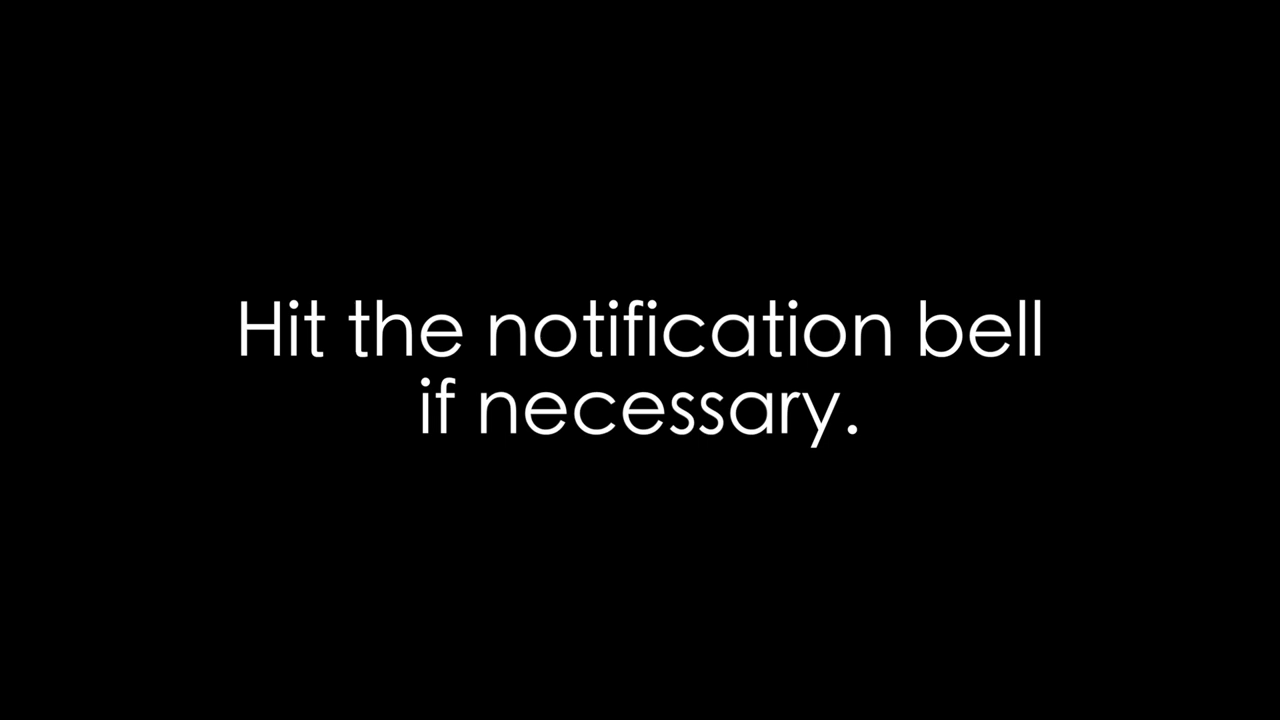 Hit the notification bell
if necessary.